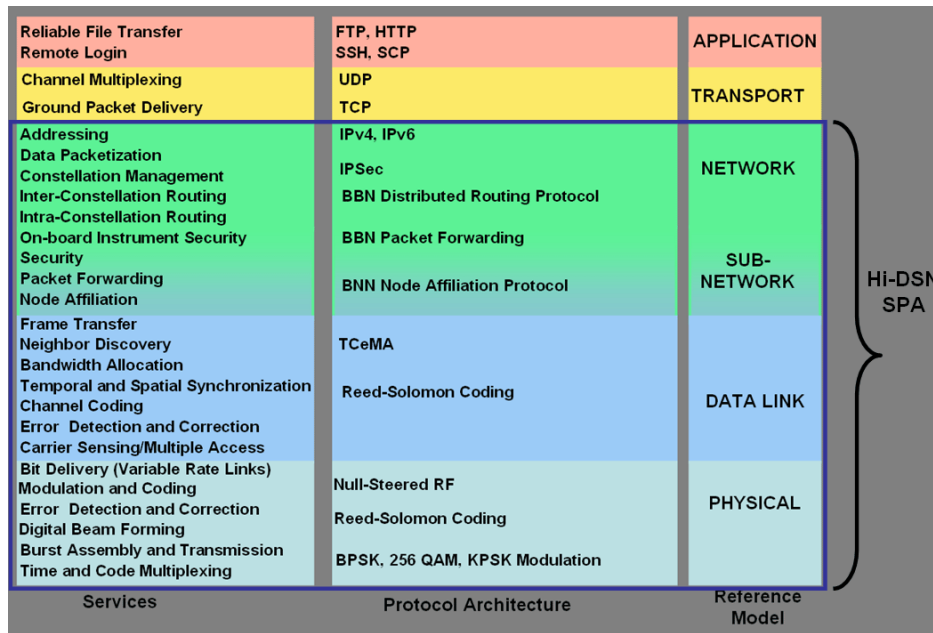 Reliable File Transfer
Remote Login
FTP, HTTP
SSH, SCP
APPLICATION
Channel Multiplexing
Ground Packet Delivery
UDP
TCP
TRANSPORT
Addressing
Data Packetization
Constellation Management
Inter-Constellation Routing
Intra-Constellation Routing
On-board Instrument Security
Security
Packet Forwarding
Node Affiliation
IPv4, IPv6
IPSec
BBN Distributed Routing Protocol
BBN Packet Forwarding
BNN Node Affiliation Protocol
NETWORK
SUB-
NETWORK
Frame Transfer
Neighbor Discovery
Bandwidth Allocation
Temporal and Spatial Synchronization
Channel Coding
Error Detection and Correction
Carrier Sensing/Multiple Access
TCeMA
Reed-Solomon Coding
DATA LINK
Bit Delivery (Variable Rate Links)
Modulation and Coding
Error Detection and Correction
Digital Beam Forming
Burst Assembly and Transmission
Time and Code Multiplexing
Null-Steered RF
Reed-Solomon Coding
BPSK, 256 QAM, KPSK Modulation
PHYSICAL
Hi-DSN
SPA
Services
Protocol Architecture
Reference
Model